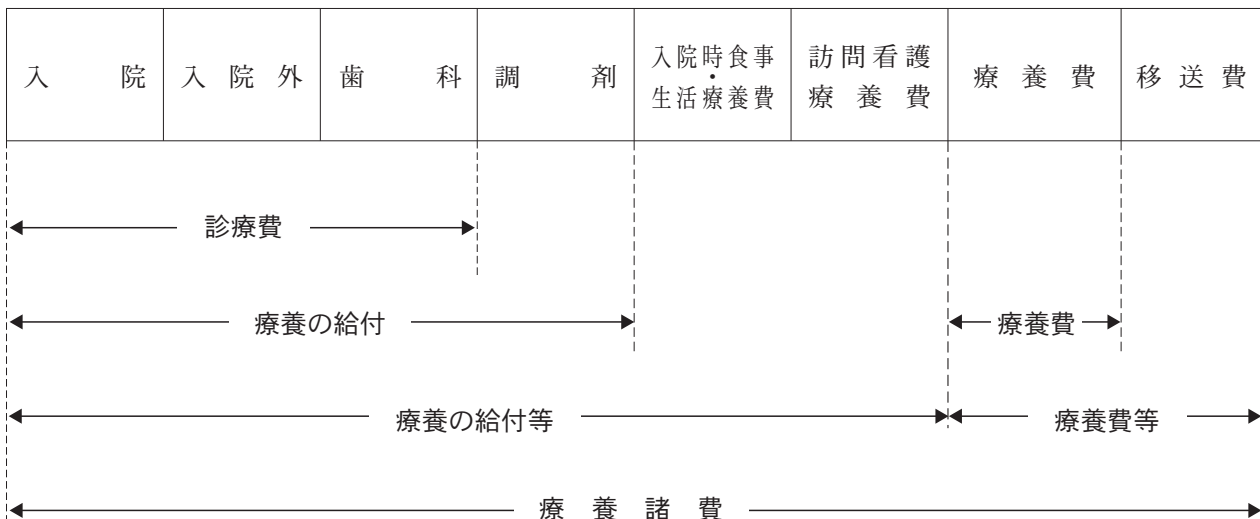 入院
入院外
歯科
調剤
入院時食事
・
生活療養費
訪問看護
療養費
療養費
移送費
診療費
療養の給付
療養費
療養の給付等
療養費等
療養諸費